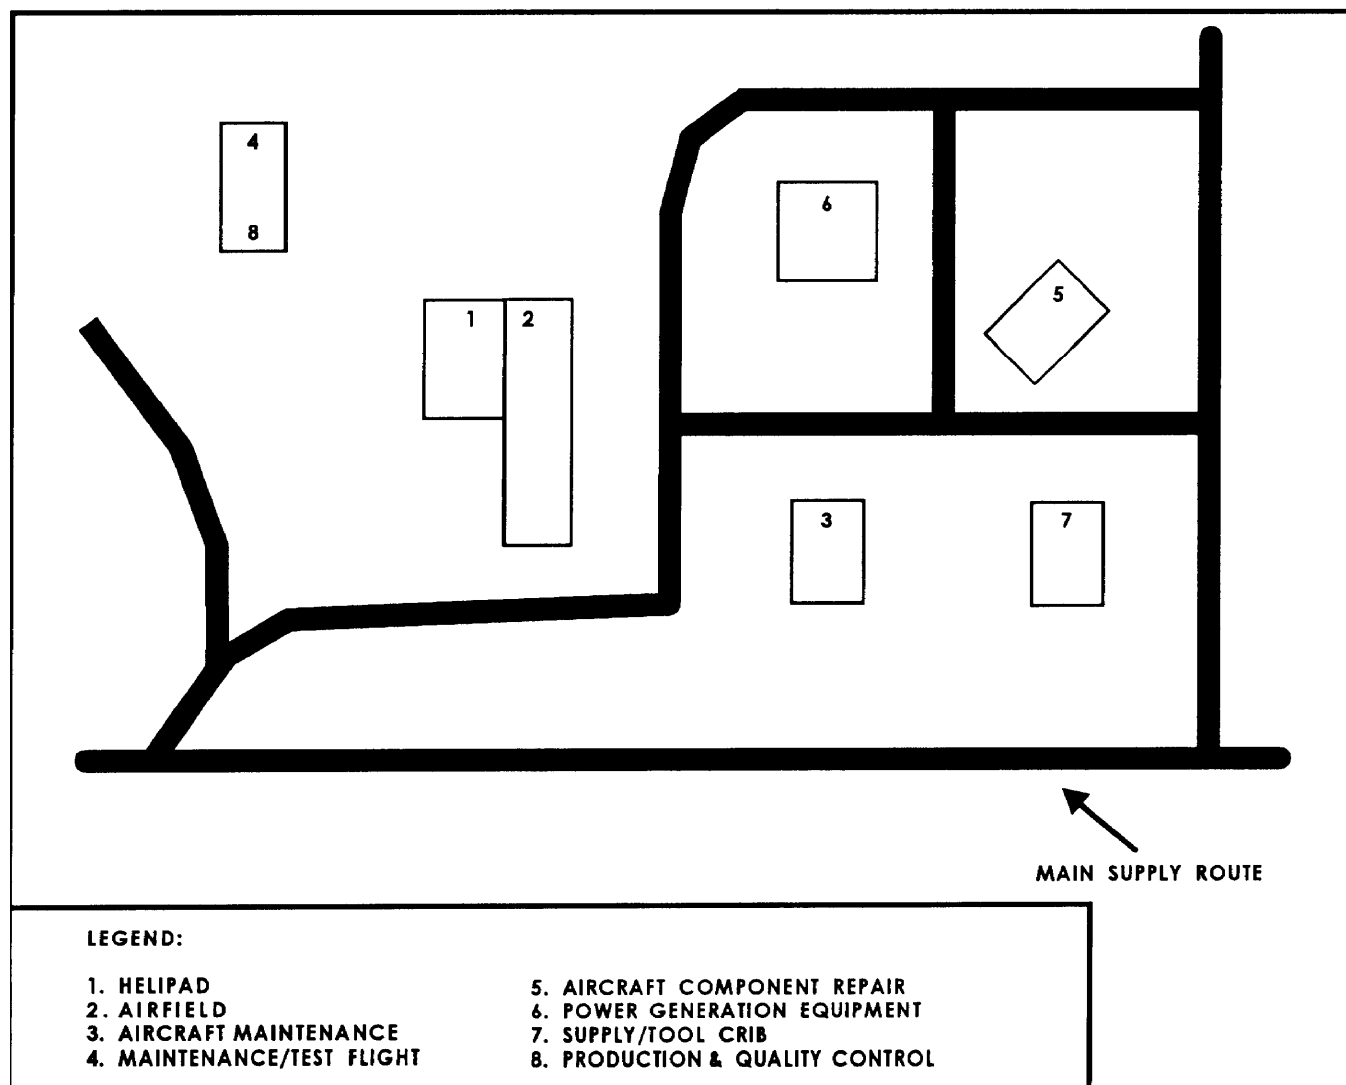 4
8
6
5
1 2
3
7
MAIN SUPPLY ROUTE
LEGEND:
1. HELIPAD
2. AIRFIELD
3. AIRCRAFT MAINTENANCE
4. MAINTENANCE/TEST FLIGHT
5. AIRCRAFT COMPONENT REPAIR
6. POWER GENERATION EQUIPMENT
7. SUPPLY/TOOL CRIB
8. PRODUCTION & QUALITY CONTROL